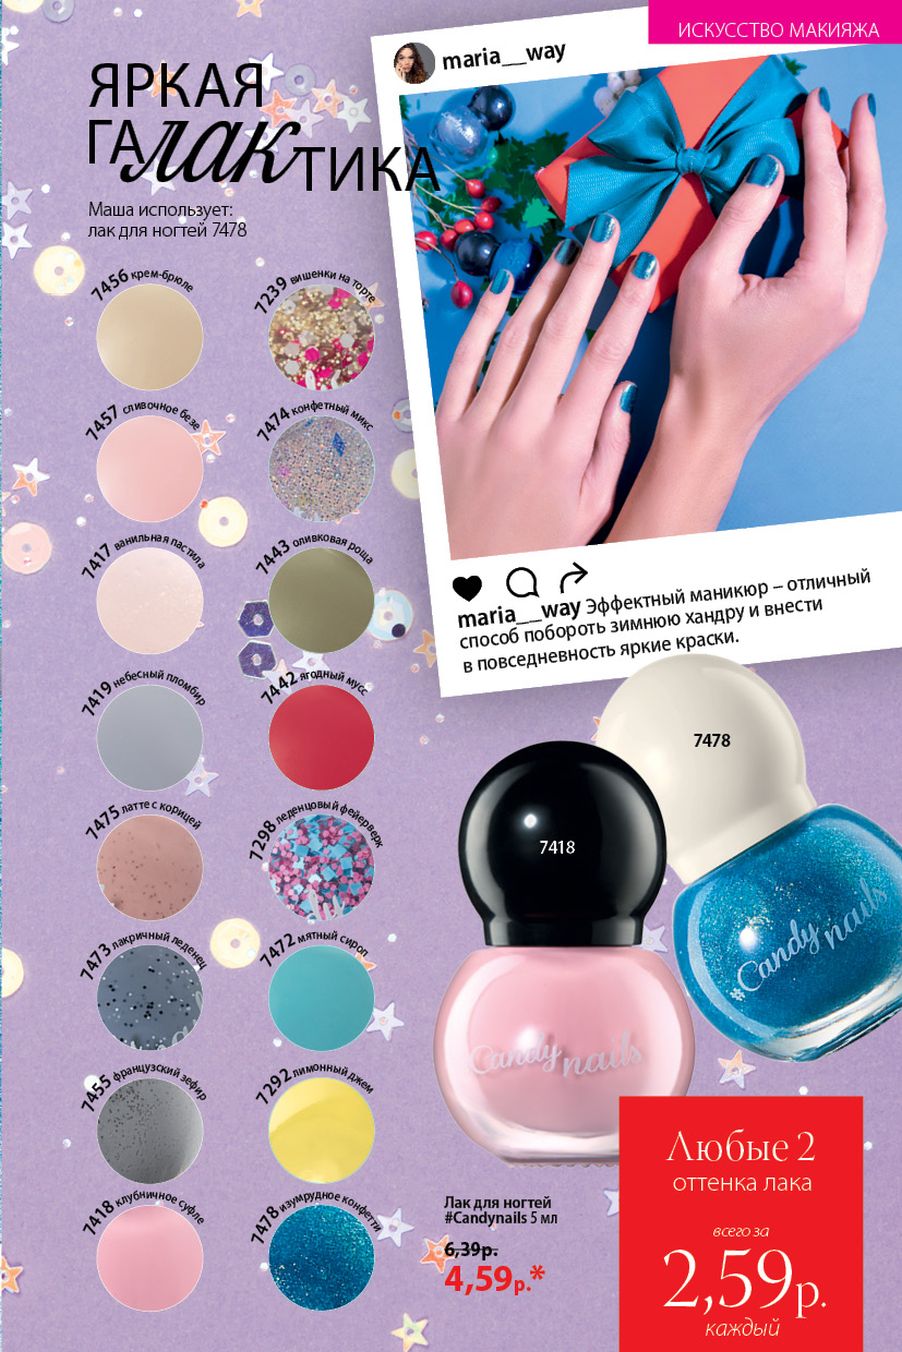 ИСКУССТВО МАКИЯЖА
ЯРКАЯ
ГАлакТИКА
Маша использует:
лак для ногтей 7478
maria__way
maria__way Эффектный маникюр – отличный
способ побороть зимнюю хандру и внести
в повседневность яркие краски.
7456 крем-брюле
7239 вишенки на торте
7457 сливочное безе
7474 конфетный микс
7417 ванильная пастила
7443 оливковая роща
7419 небесный пломбир
7442 ягодный мусс
7475 латте с корицей
7298 леденцовый фейерверк
7473 лакричный леденец
7472 мятный сироп
7455 французский зефир
7292 лимонный джем
7418 клубничное суфле
7478 изумрудное конфетти
7478
7418
#Candy nails
Candy nails
Лак для ногтей
#Candynails 5 мл
6,39р.
4,59р.*
Любые 2
оттенка лака
всего за
2,59р.
каждый